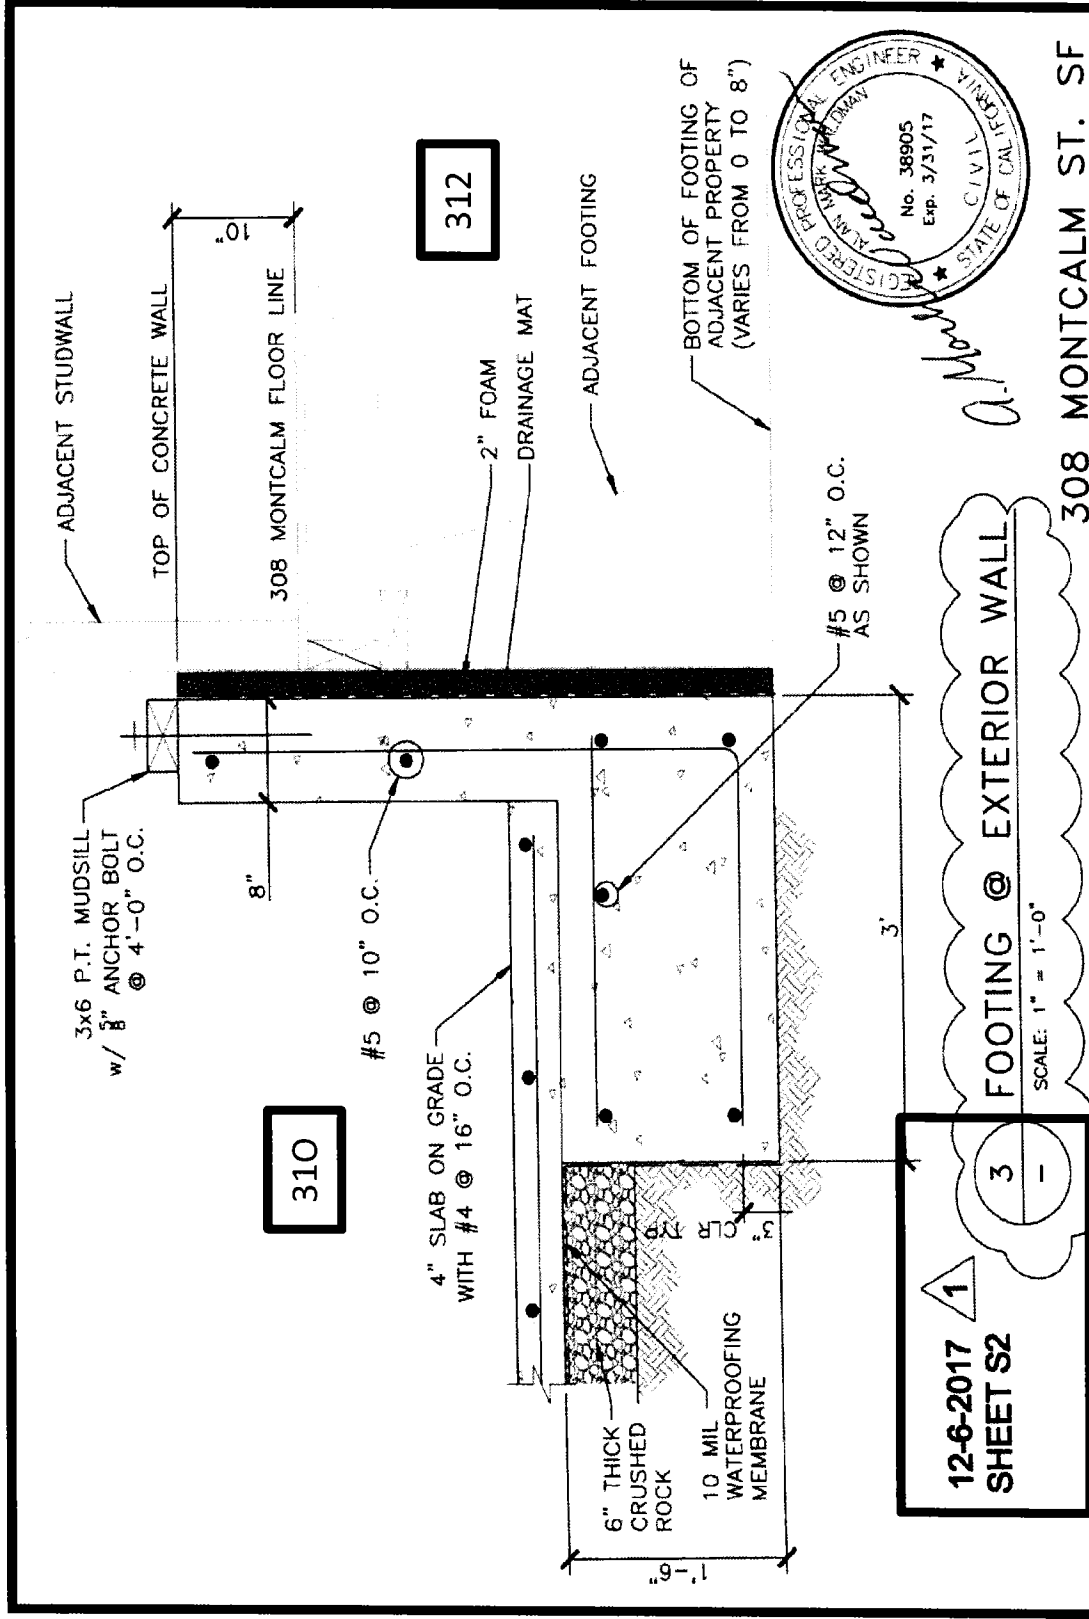 ADJACENT STUDWALL
TOP OF CONCRETE WALL
10"
308 MONTCALM FLOOR LINE
312
3x6 P.T. MUDSILL
w/ 5/8" ANCHOR BOLT
@ 4'-0" O.C.
8"
310
#5 @ 10" O.C.
2" FOAM
DRAINAGE MAT
4" SLAB ON GRADE
WITH #4 @ 16" O.C.
ADJACENT FOOTING
BOTTOM OF FOOTING OF
ADJACENT PROPERTY
(VARIES FROM 0 TO 8")
6" THICK
CRUSHED
ROCK
10 MIL
WATERPROOFING
MEMBRANE
3" CLR TYP
#5 @ 12" O.C.
AS SHOWN
1'-6"
3'
REGISTERED PROFESSIONAL ENGINEER
ALAN MARK
No. 38905
Exp. 3/31/17
CIVIL
STATE OF CALIFORNIA
12-6-2017
SHEET S2
1
3
-
FOOTING @ EXTERIOR WALL
SCALE: 1" = 1'-0"
308 MONTCALM ST. SF